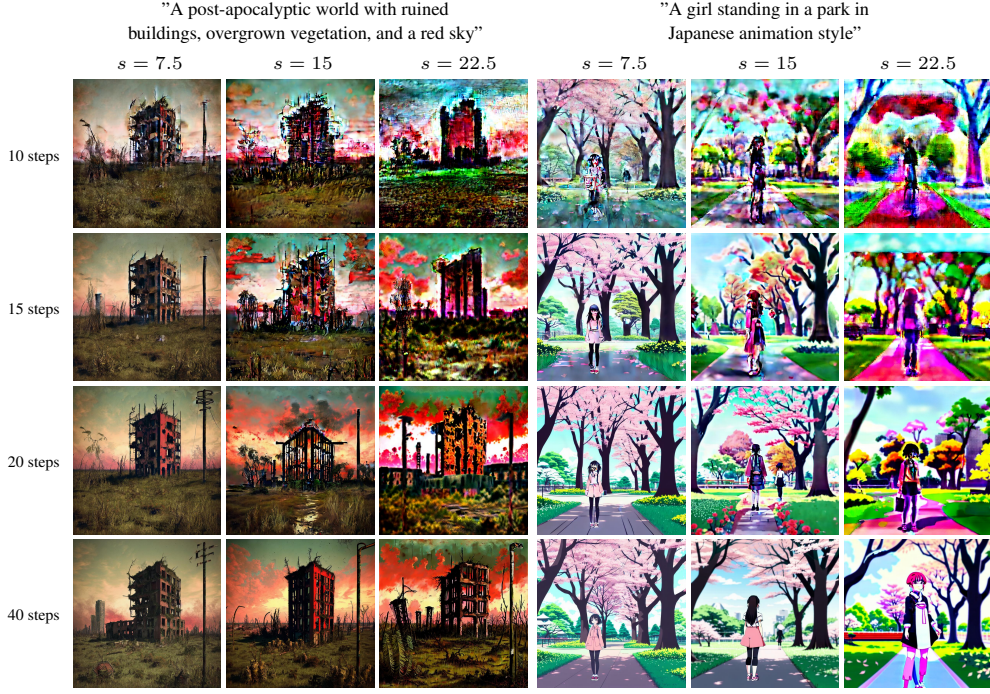 ”A post-apocalyptic world with ruined
buildings, overgrown vegetation, and a red sky”
”A girl standing in a park in
Japanese animation style”
s = 7.5 s = 15 s = 22.5 s = 7.5 s = 15 s = 22.5
10 steps
15 steps
20 steps
40 steps